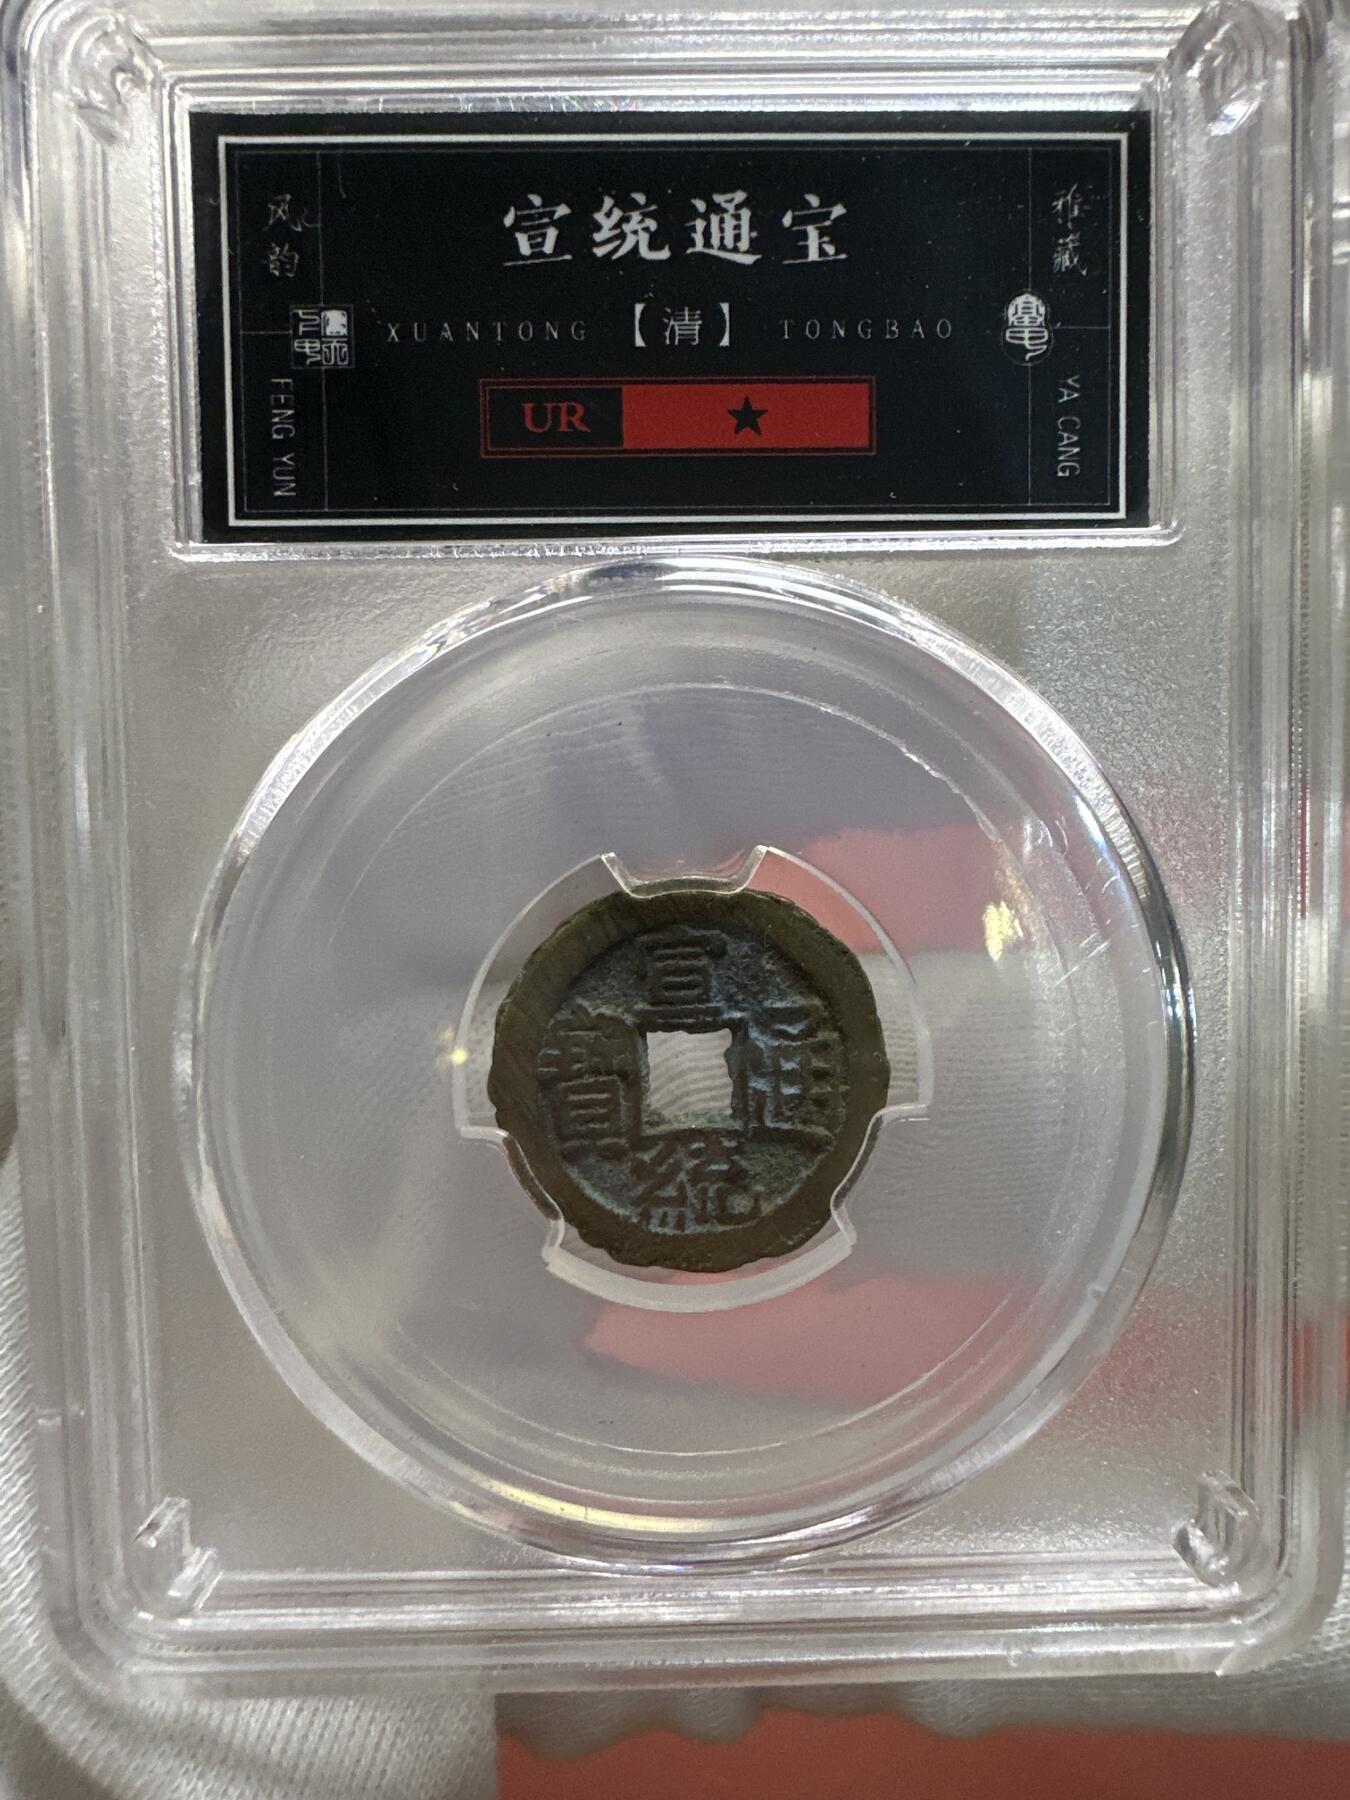 宣统通宝
风韵
雅藏
XUANTONG 【清】 TONGBAO
FENG YUN
YA CANG
UR ★
宣
寶 通
統